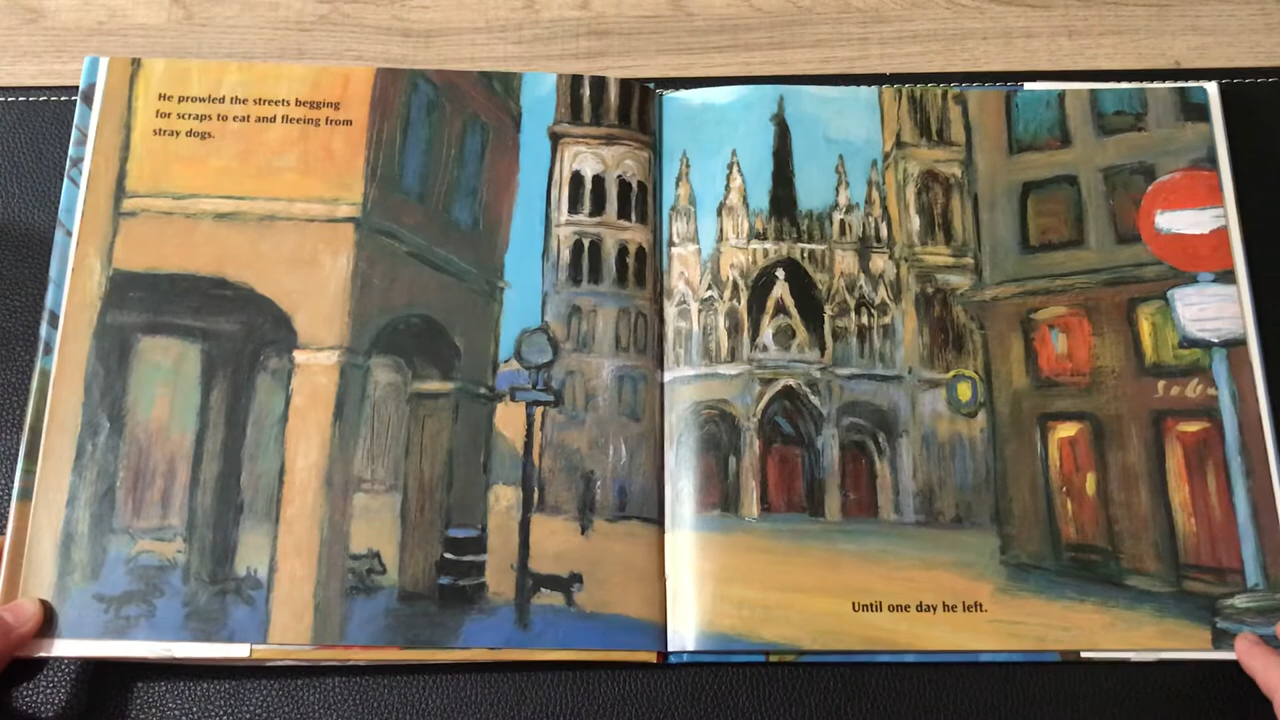 He prowled the streets begging
for scraps to eat and fleeing from
stray dogs.
Until one day he left.